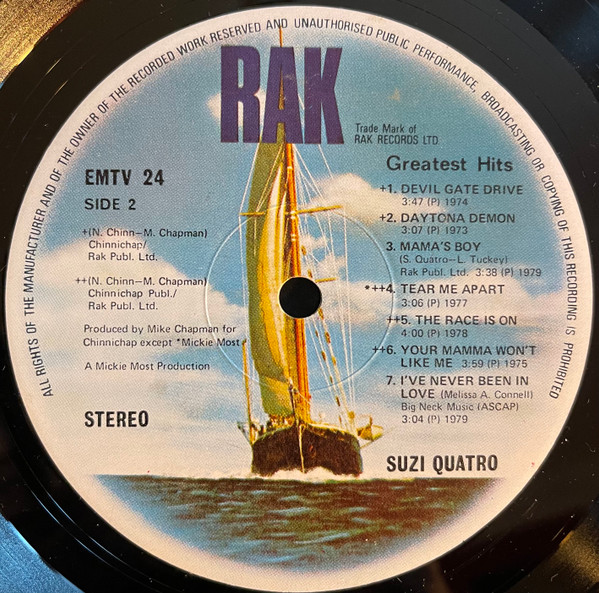 ALL RIGHTS OF THE MANUFACTURER AND OF THE OWNER OF THE RECORDED WORK RESERVED AND UNAUTHORISED PUBLIC PERFORMANCE, BROADCASTING OR COPYING OF THIS RECORDING IS PROHIBITED
RAK
Trade Mark of
RAK RECORDS LTD.
EMTV 24
SIDE 2
+(N. Chinn–M. Chapman)
Chinnichap/
Rak Publ. Ltd.
++(N. Chinn–M. Chapman)
Chinnichap Publ./
Rak Publ. Ltd.
Produced by Mike Chapman for
Chinnichap except *Mickie Most
A Mickie Most Production
STEREO
Greatest Hits
+1. DEVIL GATE DRIVE
3:47 (P) 1974
+2. DAYTONA DEMON
3:07 (P) 1973
3. MAMA'S BOY
(S. Quatro–L. Tuckey)
Rak Publ. Ltd. 3:38 (P) 1979
*++4. TEAR ME APART
3:06 (P) 1977
++5. THE RACE IS ON
4:00 (P) 1978
++6. YOUR MAMMA WON'T
LIKE ME 3:59 (P) 1975
7. I'VE NEVER BEEN IN
LOVE (Melissa A. Connell)
Big Neck Music (ASCAP)
3:04 (P) 1979
SUZI QUATRO